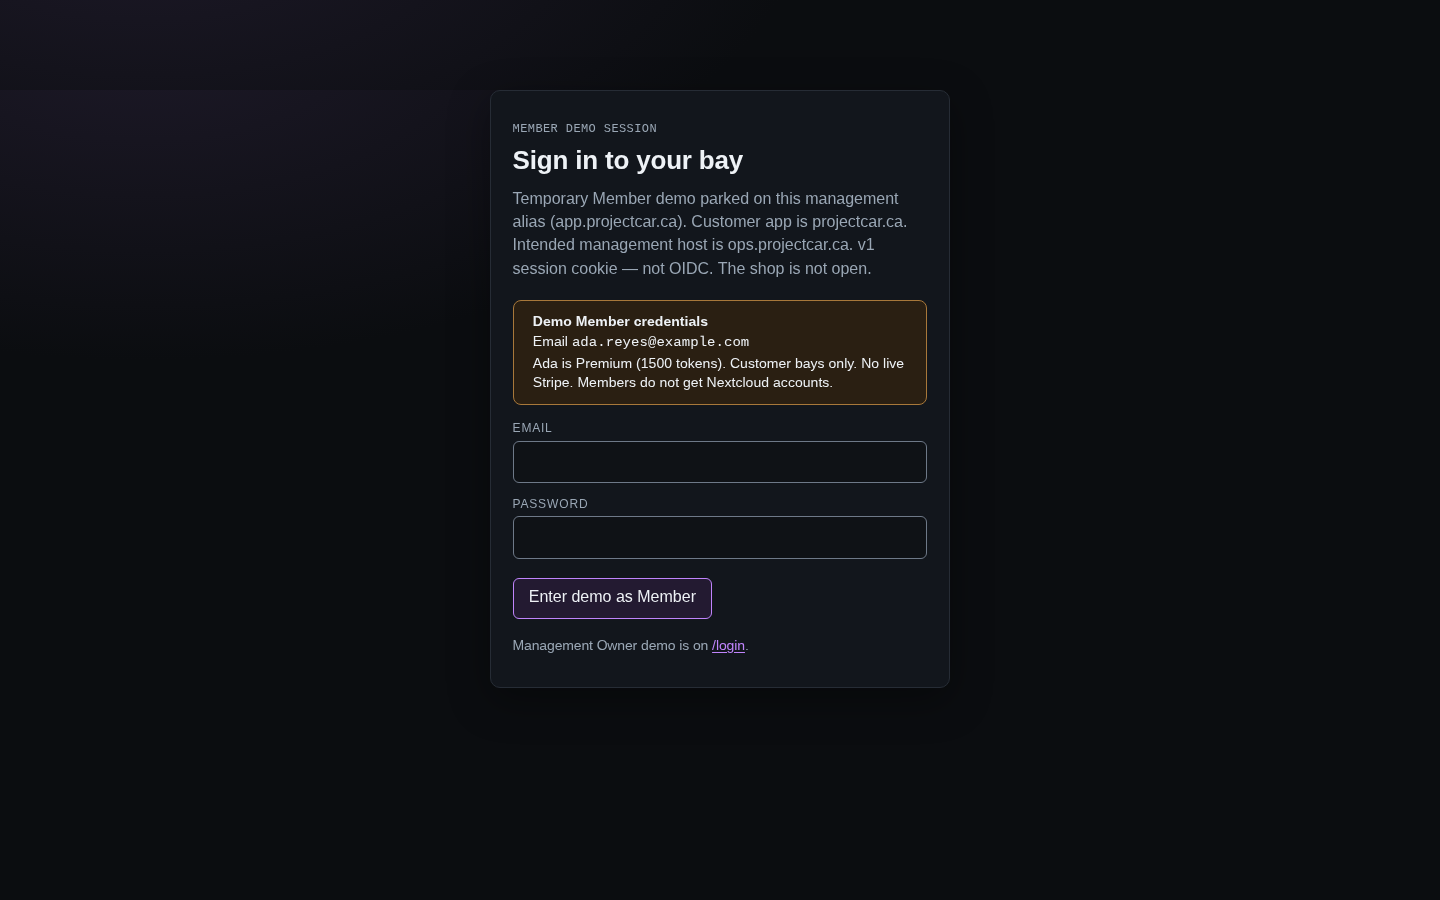 MEMBER DEMO SESSION
Sign in to your bay
Temporary Member demo parked on this management
alias (app.projectcar.ca). Customer app is projectcar.ca.
Intended management host is ops.projectcar.ca. v1
session cookie — not OIDC. The shop is not open.
Demo Member credentials
Email ada.reyes@example.com
Ada is Premium (1500 tokens). Customer bays only. No live
Stripe. Members do not get Nextcloud accounts.
EMAIL
PASSWORD
Enter demo as Member
Management Owner demo is on /login.